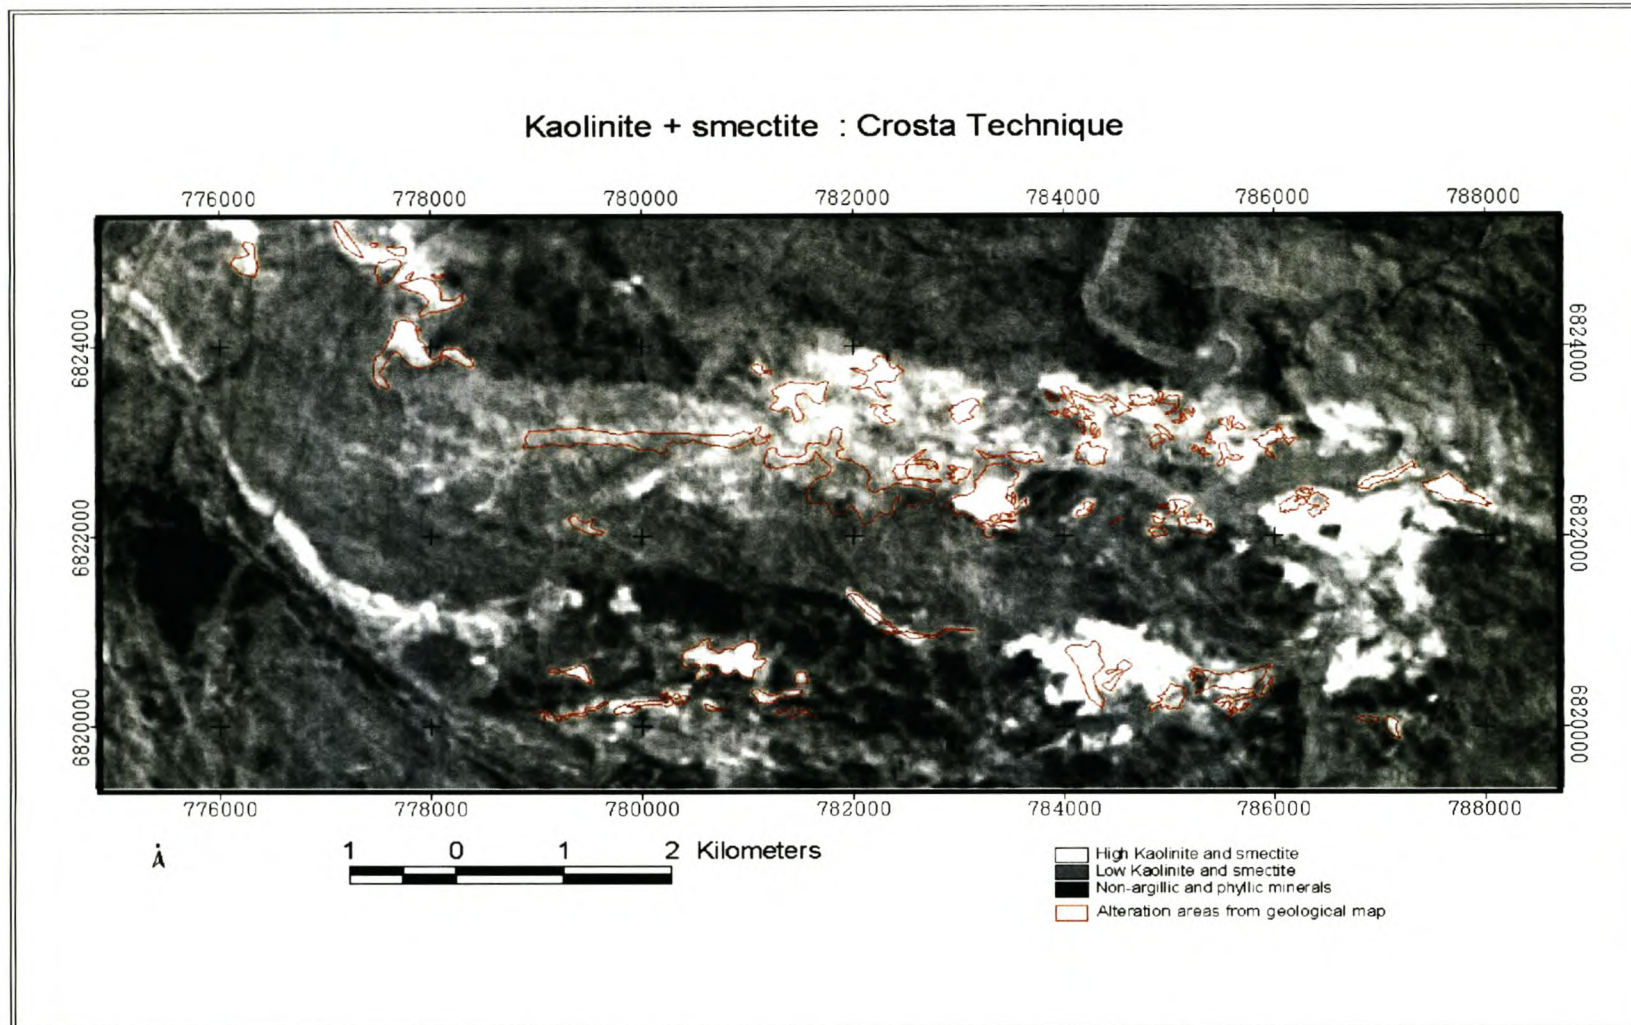 Kaolinite + smectite : Crosta Technique
776000 778000 780000 782000 784000 786000 788000
6824000 6824000
6822000 6822000
6820000 6820000
776000 778000 780000 782000 784000 786000 788000
1 0 1 2 Kilometers
High Kaolinite and smectite
Low Kaolinite and smectite
Non-argillic and phyllic minerals
Alteration areas from geological map